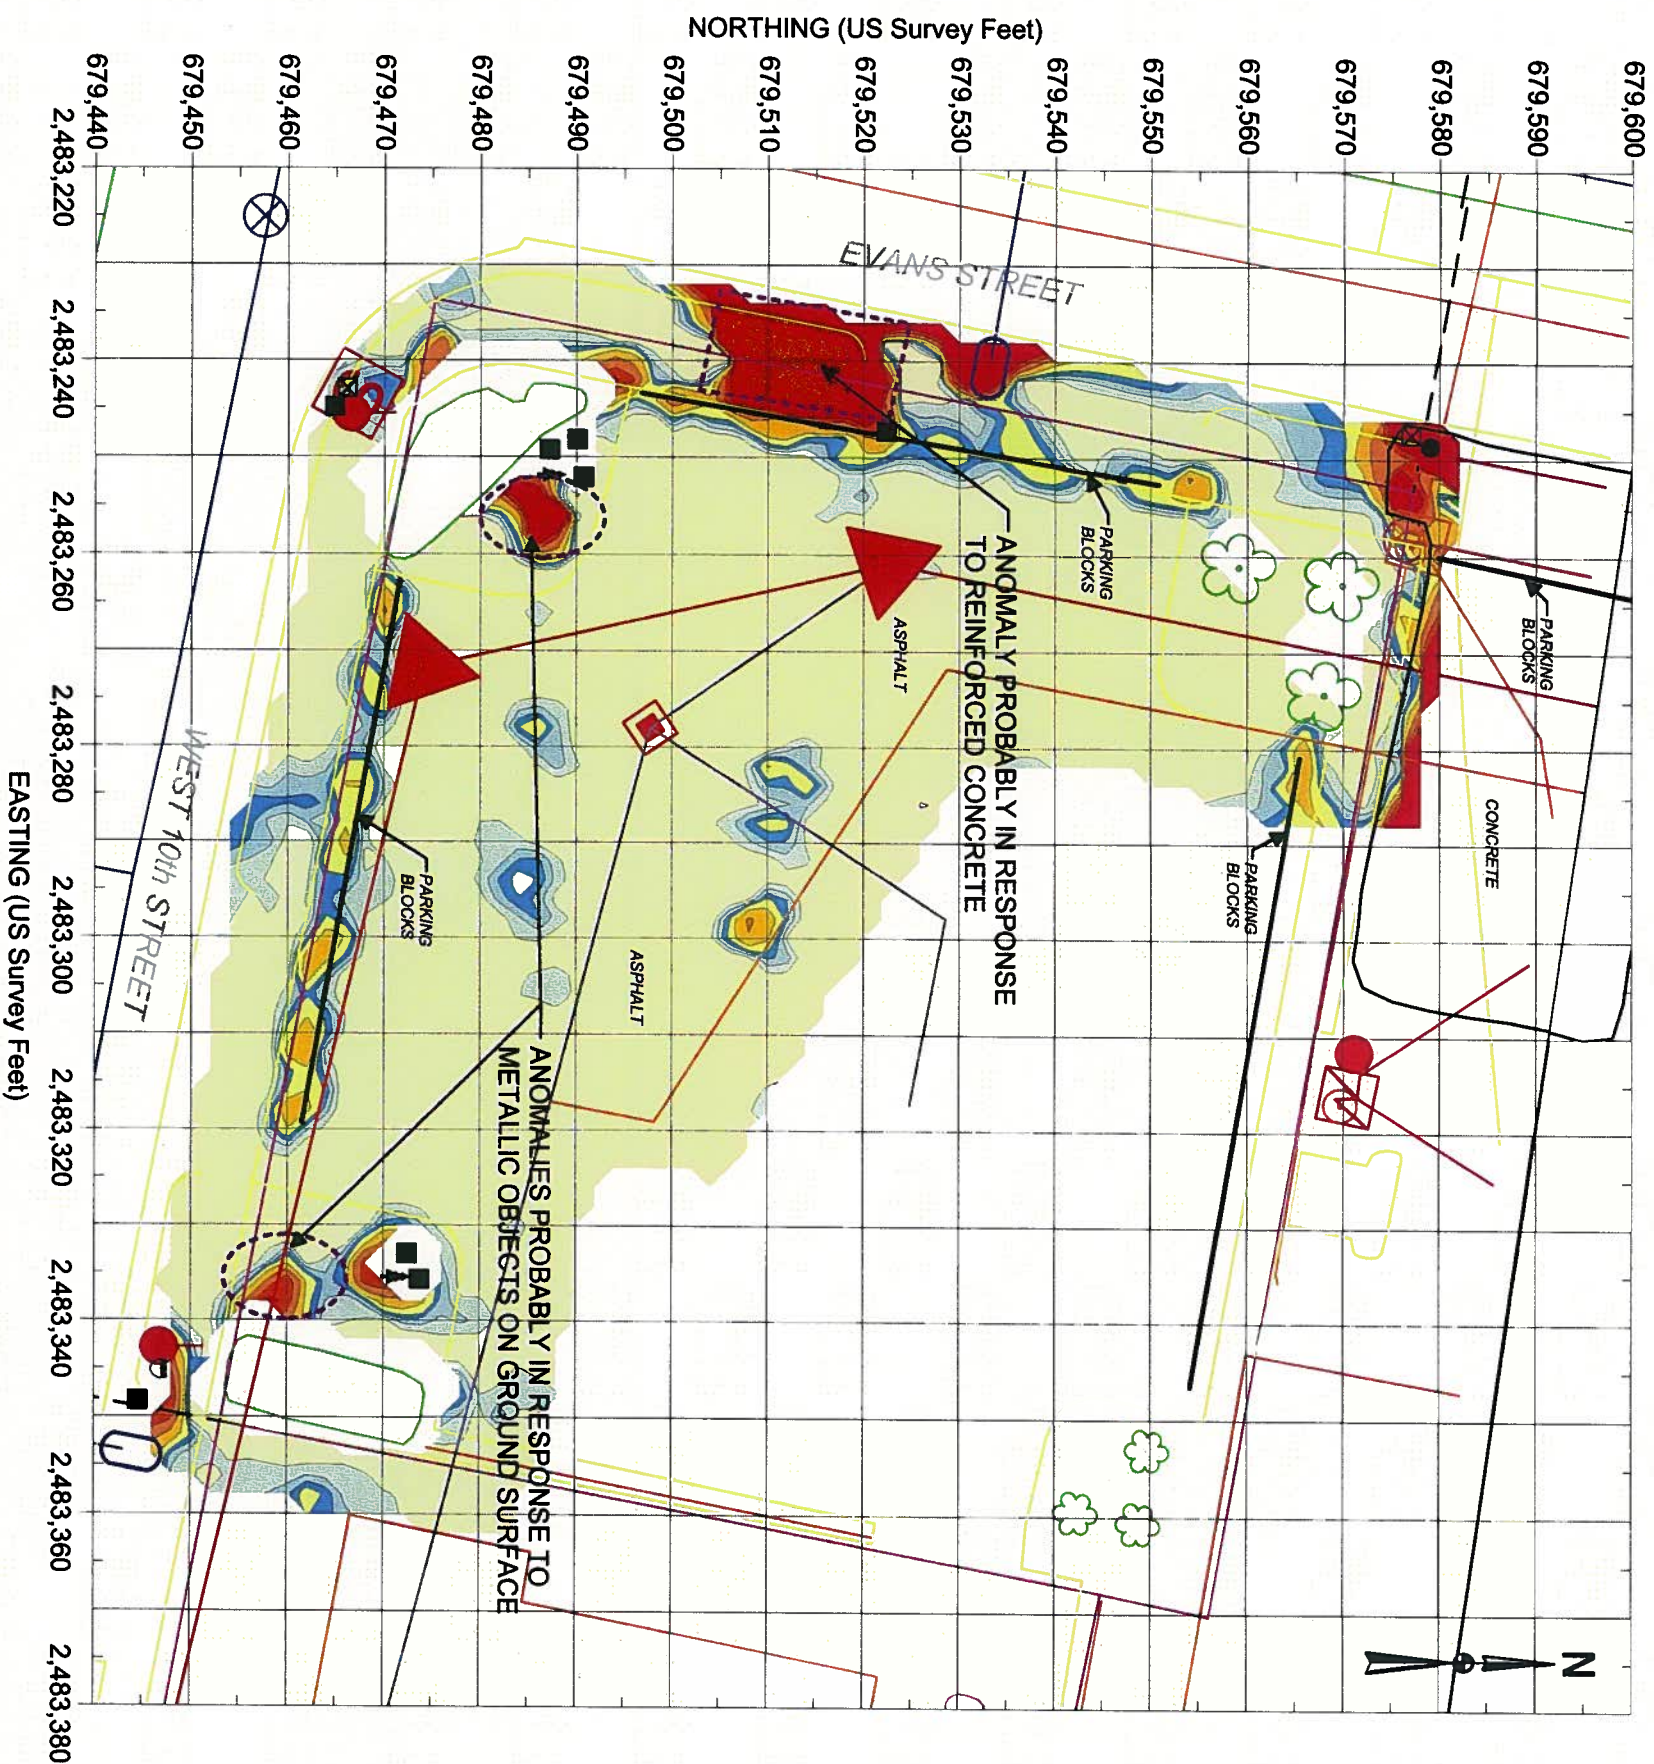 NORTHING (US Survey Feet)
679,600
679,590
679,580
679,570
679,560
679,550
679,540
679,530
679,520
679,510
679,500
679,490
679,480
679,470
679,460
679,450
679,440
2,483,220
2,483,240
2,483,260
2,483,280
2,483,300
2,483,320
2,483,340
2,483,360
2,483,380
EASTING (US Survey Feet)
EVANS STREET
WEST 10th STREET
PARKING
BLOCKS
PARKING
BLOCKS
CONCRETE
PARKING
BLOCKS
ANOMALY PROBABLY IN RESPONSE
TO REINFORCED CONCRETE
ASPHALT
ASPHALT
PARKING
BLOCKS
ANOMALIES PROBABLY IN RESPONSE TO
METALLIC OBJECTS ON GROUND SURFACE
N